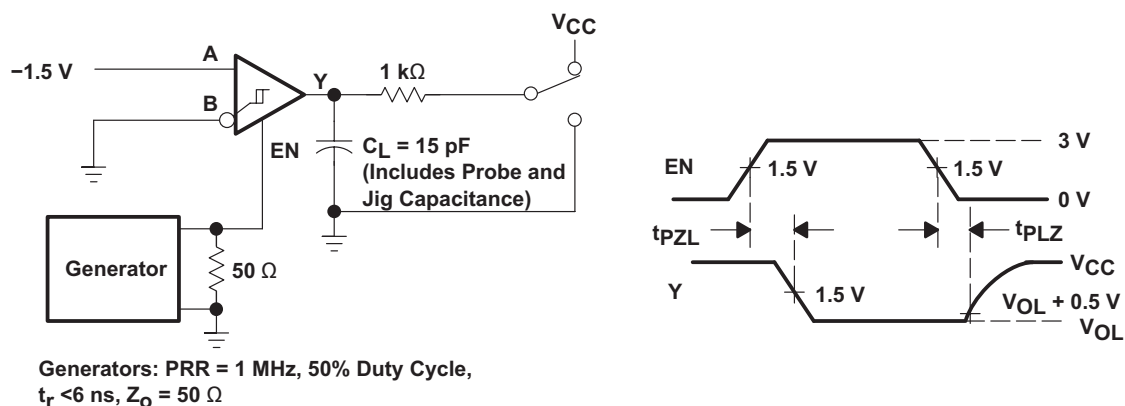 VCC
A
−1.5 V
Y
1 kΩ
B
EN
CL = 15 pF
(Includes Probe and
Jig Capacitance)
Generator
50 Ω
Generators: PRR = 1 MHz, 50% Duty Cycle,
tr <6 ns, Zo = 50 Ω
3 V
EN
1.5 V
1.5 V
0 V
tPZL
tPLZ
VCC
Y
1.5 V
VOL + 0.5 V
VOL